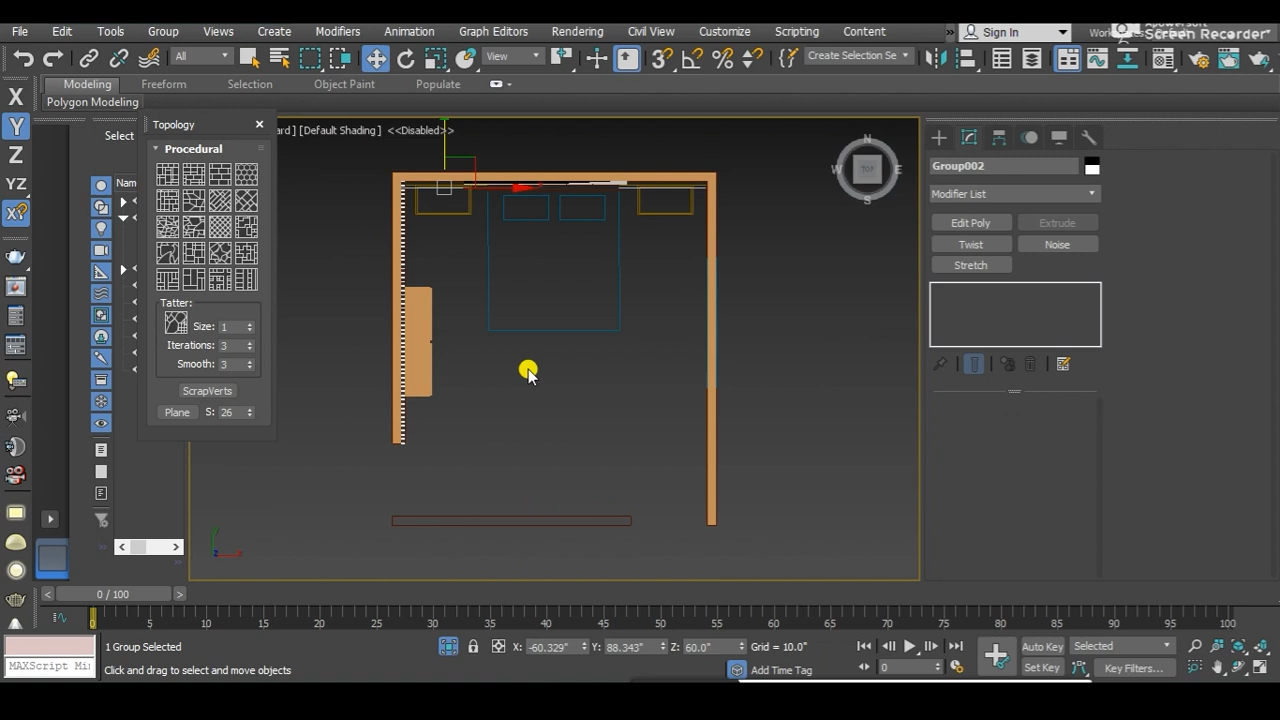 File Edit Tools Group Views Create Modifiers Animation Graph Editors Rendering Civil View Customize Scripting Content Sign In
Screen Recorder
All View Create Selection Se
Modeling Freeform Selection Object Paint Populate
Polygon Modeling
X
Y
Z
YZ
XY
Select
Topology
Procedural
Nam
Tatter:
Size: 1
Iterations: 3
Smooth: 3
ScrapVerts
Plane S: 26
ard ] [Default Shading ] <<Disabled>>
N
W TOP E
S
Group002
Modifier List
Edit Poly Extrude
Twist Noise
Stretch
0 / 100
0 5 10 15 20 25 30 35 40 45 50 55 60 65 70 75 80 85 90 95 100
1 Group Selected X: -60.329" Y: 88.343" Z: 60.0" Grid = 10.0" Auto Key Selected
MAXScript Mi Click and drag to select and move objects Add Time Tag 0 Set Key Key Filters...